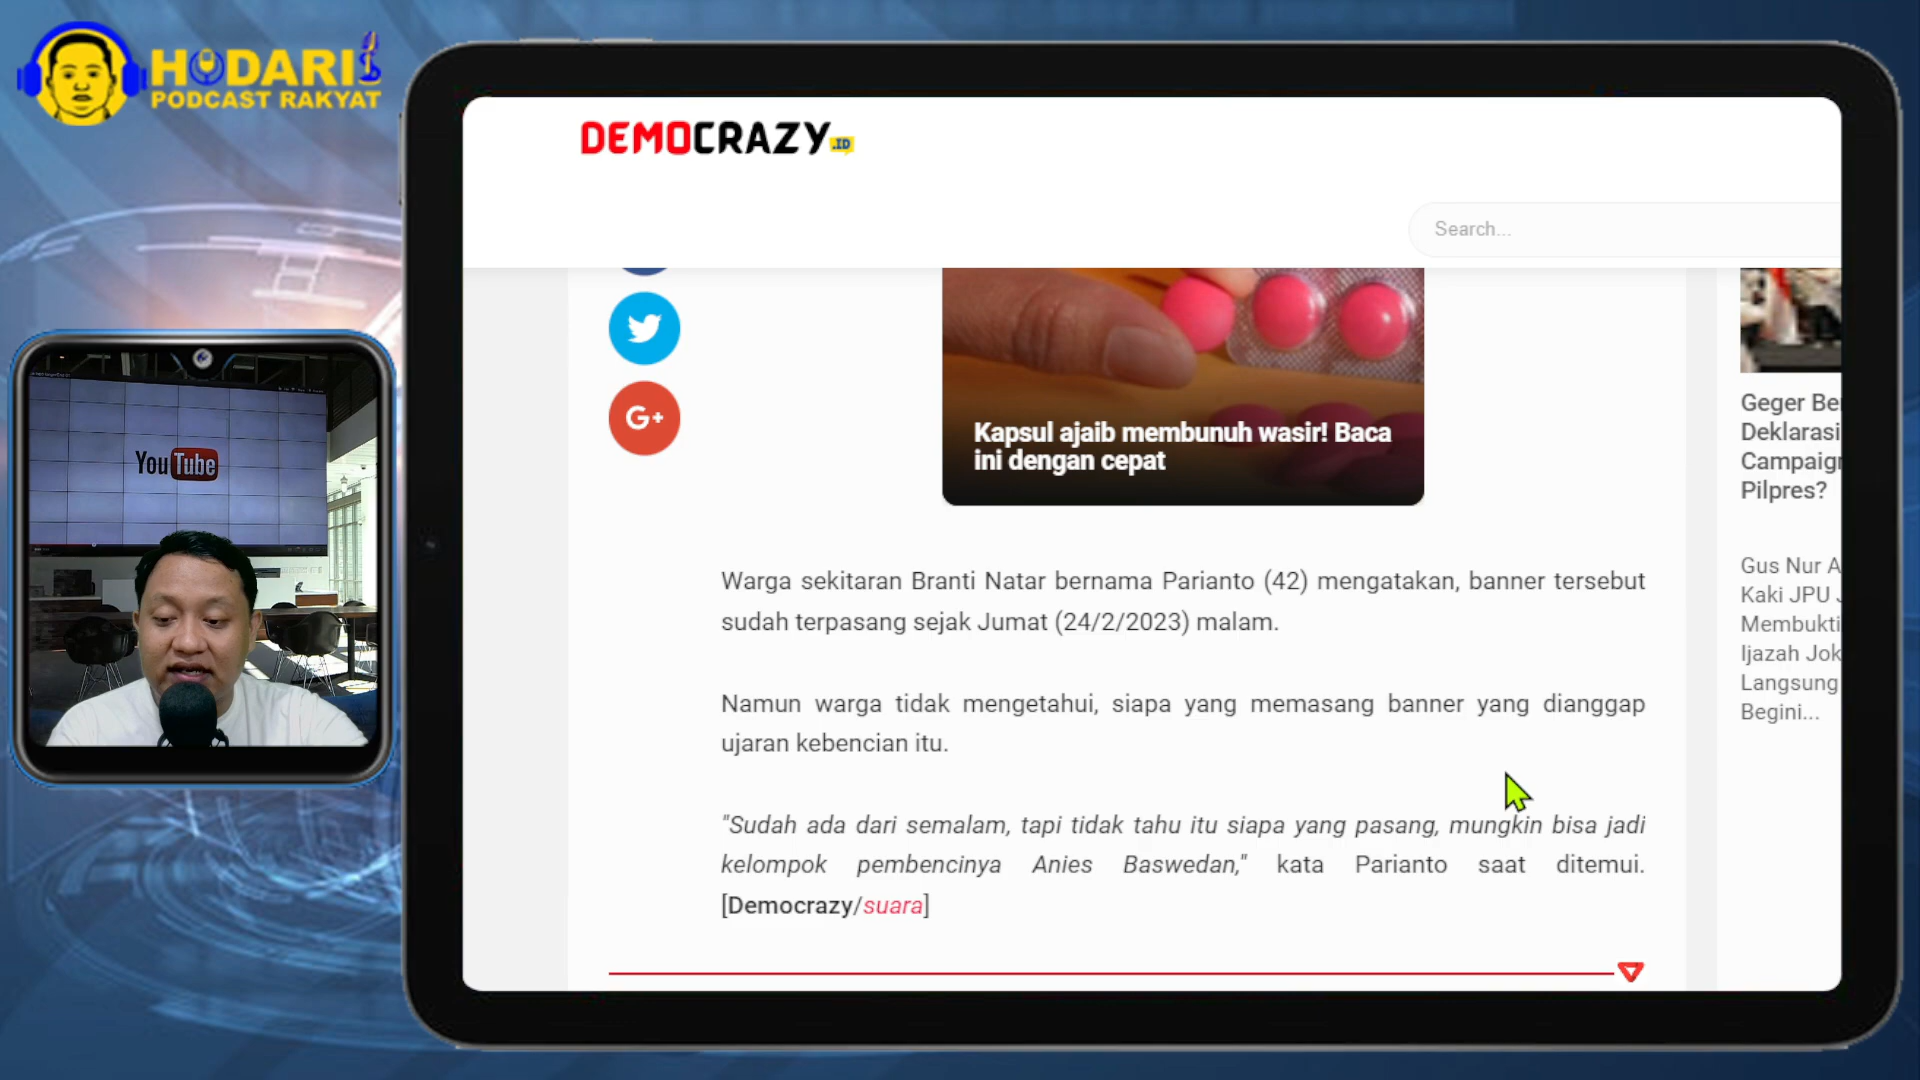 HODARI
PODCAST RAKYAT
YouTube
DEMOCRAZY.ID
Search...
G+
Kapsul ajaib membunuh wasir! Baca
ini dengan cepat
Warga sekitaran Branti Natar bernama Parianto (42) mengatakan, banner tersebut
sudah terpasang sejak Jumat (24/2/2023) malam.
Namun warga tidak mengetahui, siapa yang memasang banner yang dianggap
ujaran kebencian itu.
"Sudah ada dari semalam, tapi tidak tahu itu siapa yang pasang, mungkin bisa jadi
kelompok pembencinya Anies Baswedan," kata Parianto saat ditemui.
[Democrazy/suara]
Geger Be
Deklarasi
Campaig
Pilpres?
Gus Nur A
Kaki JPU
Membukti
Ijazah Jok
Langsung
Begini...